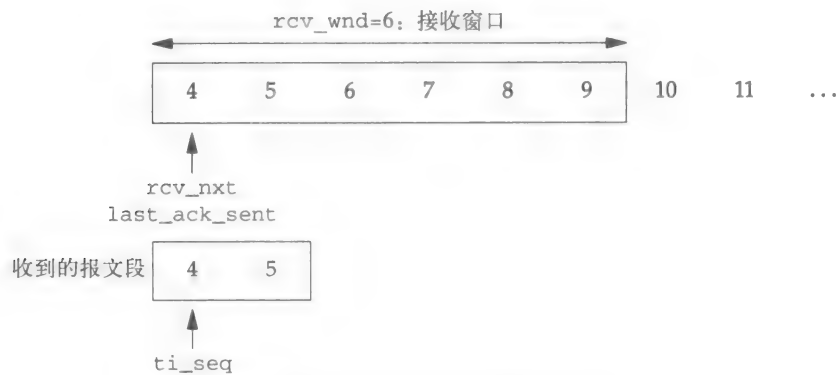 rcv_wnd=6：接收窗口
4 5 6 7 8 9 10 11 ...
rcv_nxt
last_ack_sent
收到的报文段 4 5
ti_seq